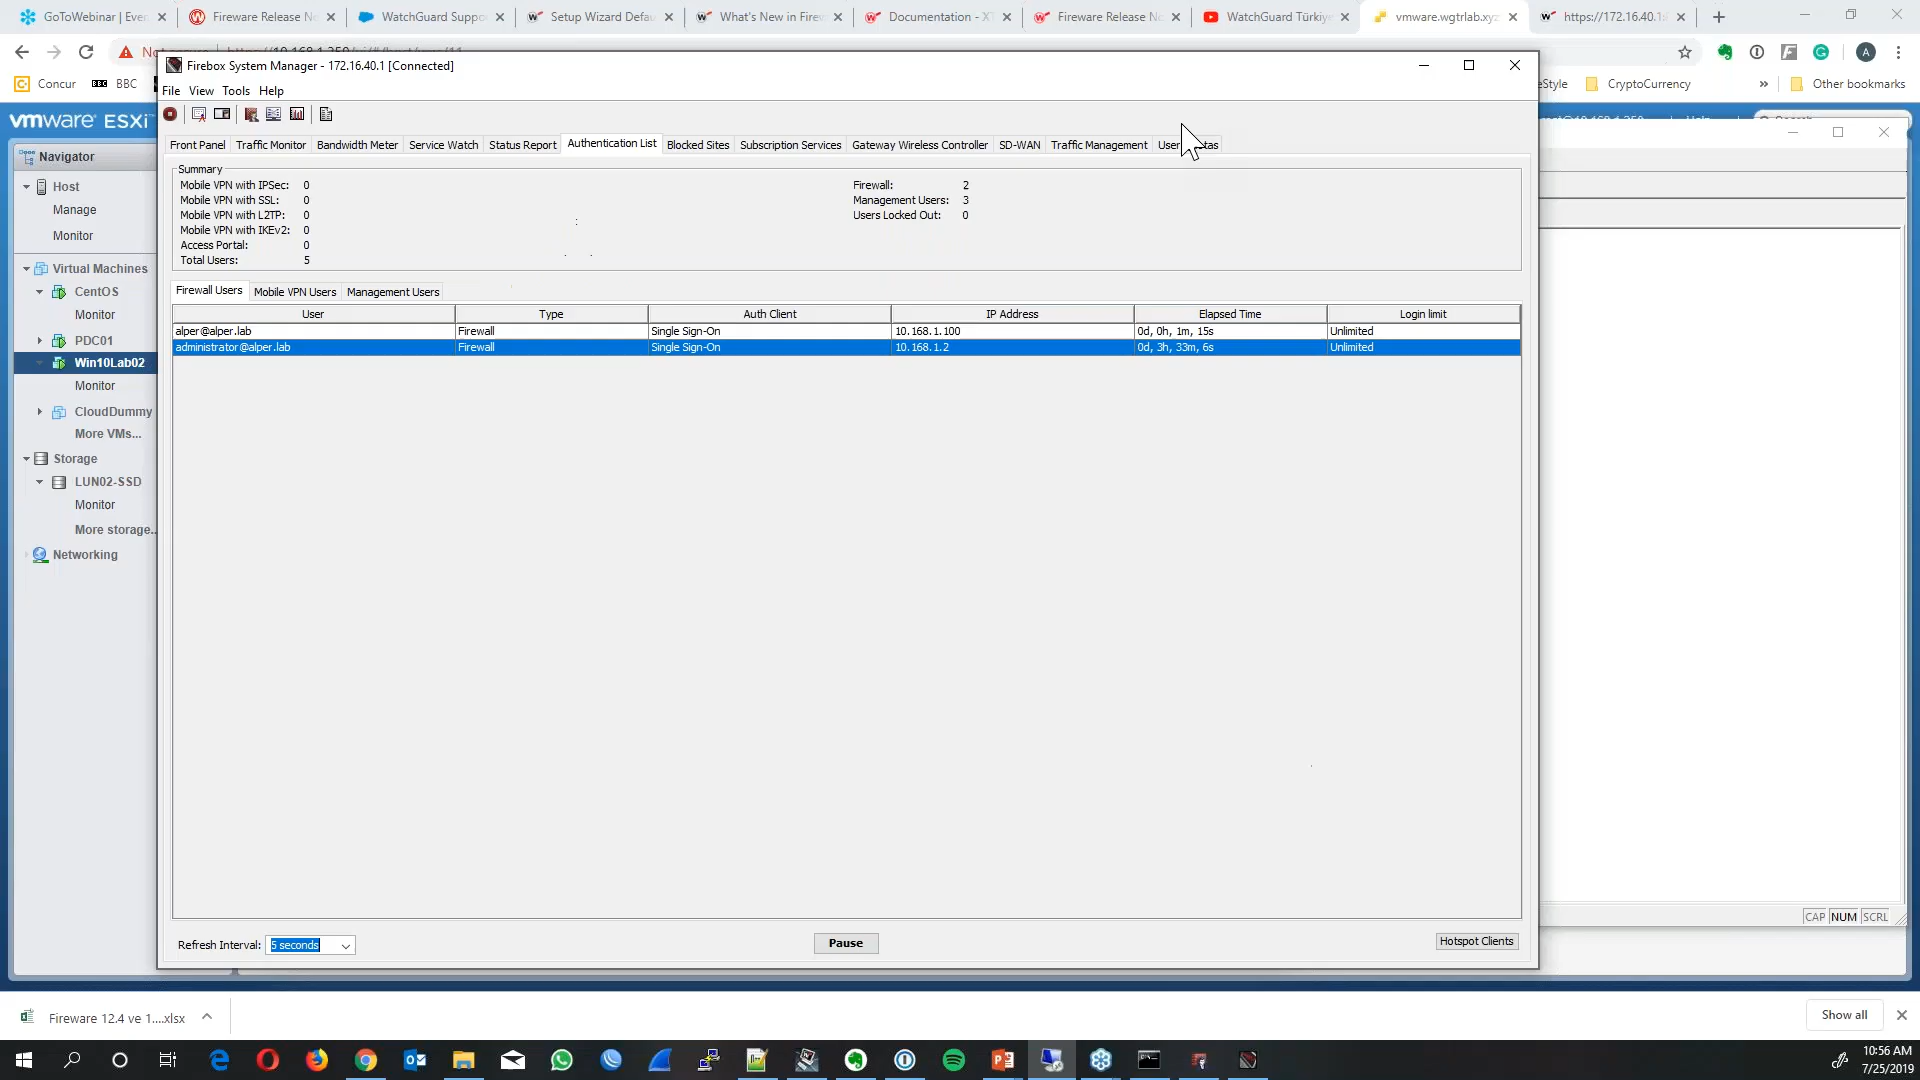 GoToWebinar | Even
Fireware Release No
WatchGuard Suppo
Setup Wizard Defau
What's New in Firew
Documentation - XT
Fireware Release No
WatchGuard Türkiye
vmware.wgtrlab.xyz
https://172.16.40.1:
Concur
BBC
eStyle
CryptoCurrency
»
Other bookmarks
Firebox System Manager - 172.16.40.1 [Connected]
File View Tools Help
Front Panel Traffic Monitor Bandwidth Meter Service Watch Status Report Authentication List Blocked Sites Subscription Services Gateway Wireless Controller SD-WAN Traffic Management User
vmware ESXi
Navigator
Host
Manage
Monitor
Virtual Machines
CentOS
Monitor
PDC01
Win10Lab02
Monitor
CloudDummy
More VMs...
Storage
LUN02-SSD
Monitor
More storage..
Networking
Summary
Mobile VPN with IPSec: 0
Mobile VPN with SSL: 0
Mobile VPN with L2TP: 0
Mobile VPN with IKEv2: 0
Access Portal: 0
Total Users: 5
Firewall: 2
Management Users: 3
Users Locked Out: 0
Firewall Users Mobile VPN Users Management Users
User Type Auth Client IP Address Elapsed Time Login limit
alper@alper.lab Firewall Single Sign-On 10.168.1.100 0d, 0h, 1m, 15s Unlimited
administrator@alper.lab Firewall Single Sign-On 10.168.1.2 0d, 3h, 33m, 6s Unlimited
CAP NUM SCRL
Refresh Interval: 5 seconds
Pause
Hotspot Clients
Fireware 12.4 ve 1....xlsx
Show all
10:56 AM
7/25/2019